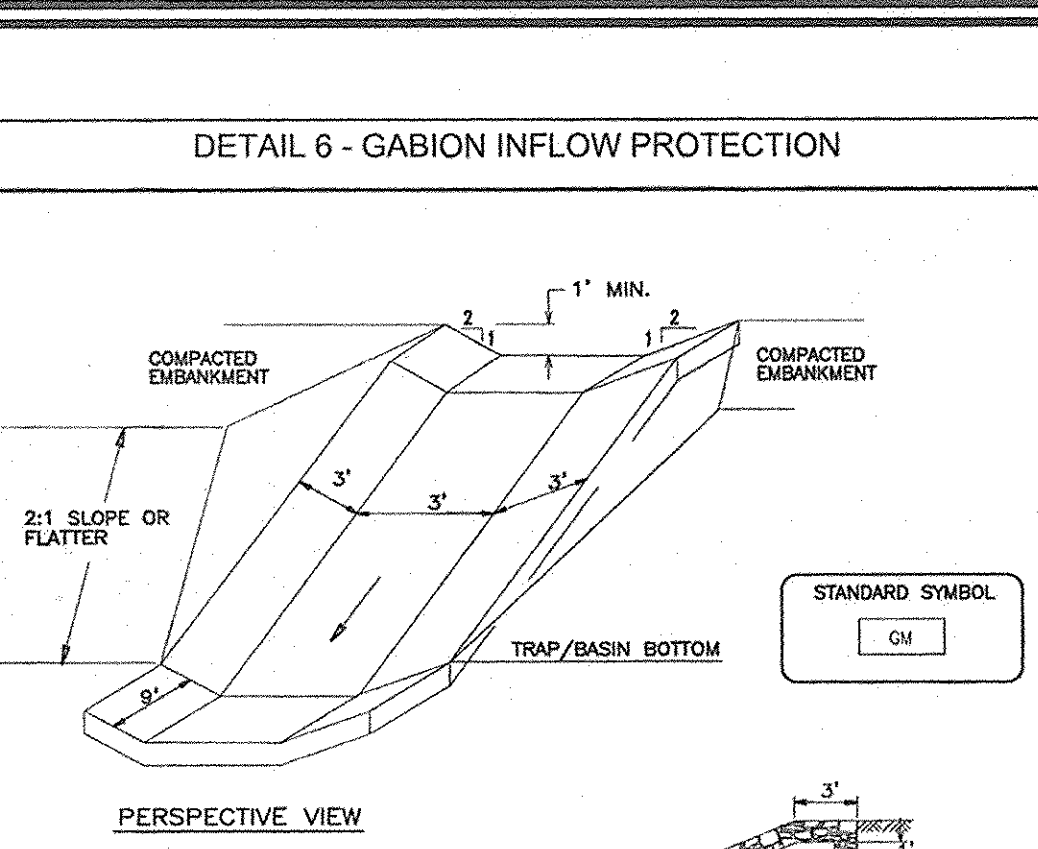 DETAIL 6 - GABION INFLOW PROTECTION
1' MIN.
2
1
1
2
COMPACTED
EMBANKMENT
COMPACTED
EMBANKMENT
3'
3'
3'
2:1 SLOPE OR
FLATTER
STANDARD SYMBOL
GM
TRAP/BASIN BOTTOM
9'
PERSPECTIVE VIEW
3'